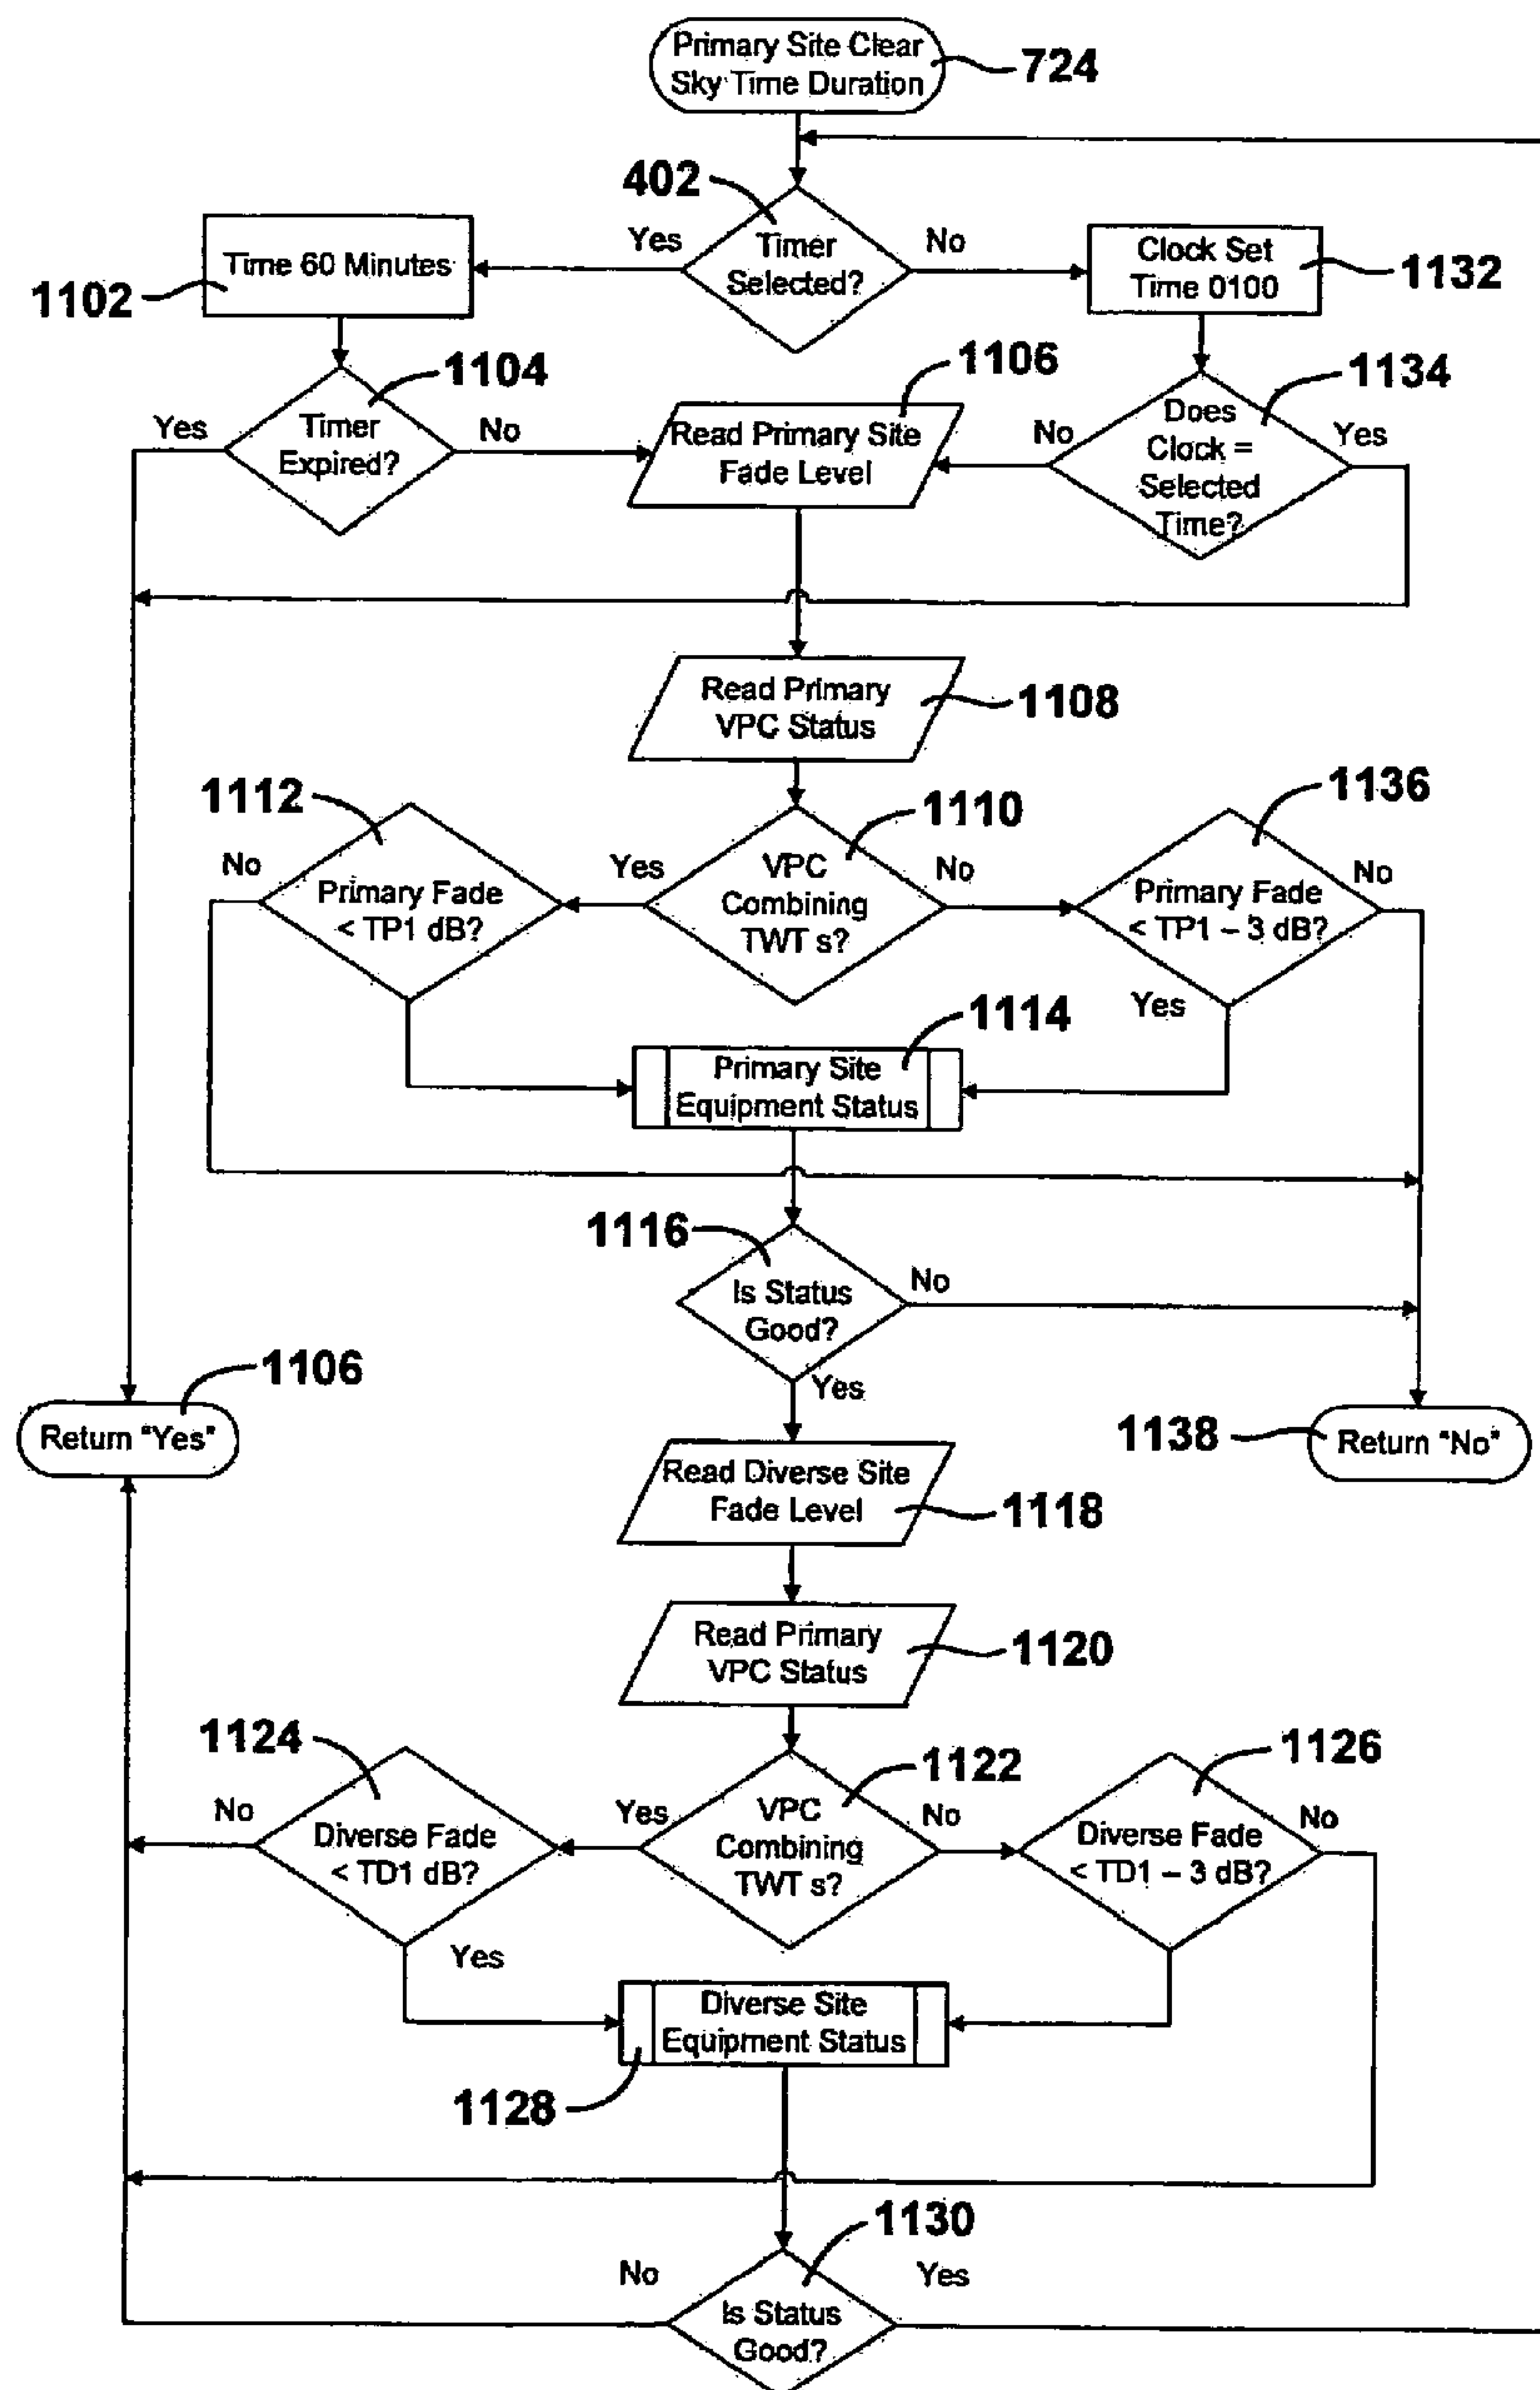 Primary Site Clear
Sky Time Duration
724
402
Timer
Selected?
Yes
No
Time 60 Minutes
1102
Clock Set
Time 0100
1132
1104
Timer
Expired?
Yes
No
1106
Read Primary Site
Fade Level
1134
Does
Clock =
Selected
Time?
No
Yes
Read Primary
VPC Status
1108
1112
Primary Fade
< TP1 dB?
No
Yes
1110
VPC
Combining
TWT s?
No
1136
Primary Fade
< TP1 – 3 dB?
No
Yes
1114
Primary Site
Equipment Status
1116
Is Status
Good?
No
Yes
1106
Return "Yes"
1138
Return "No"
Read Diverse Site
Fade Level
1118
Read Primary
VPC Status
1120
1124
Diverse Fade
< TD1 dB?
No
Yes
Yes
1122
VPC
Combining
TWT s?
No
1126
Diverse Fade
< TD1 – 3 dB?
No
Diverse Site
Equipment Status
1128
1130
Is Status
Good?
No
Yes